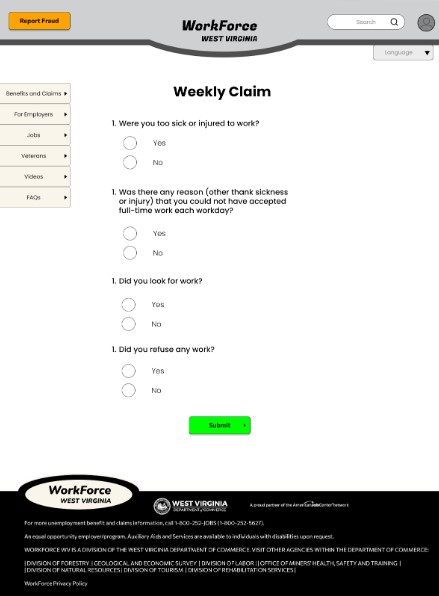 Report Fraud
WorkForce
WEST VIRGINIA
Search
Language
Benefits and Claims
For Employers
Jobs
Veterans
Videos
FAQs
Weekly Claim
1. Were you too sick or injured to work?
Yes
No
1. Was there any reason (other thank sickness
or injury) that you could not have accepted
full-time work each workday?
Yes
No
1. Did you look for work?
Yes
No
1. Did you refuse any work?
Yes
No
Submit
WorkForce
WEST VIRGINIA
WEST VIRGINIA
DEPARTMENT OF COMMERCE
A proud partner of the AmericanJobCenter network
For more unemployment benefit and claims information, call 1-800-252-JOBS (1-800-252-5627).
An equal opportunity employerprogram. Auxiliary Aids and Services are available to individuals with disabilities upon request.
WORKFORCE WV IS A DIVISION OF THE WEST VIRGINIA DEPARTMENT OF COMMERCE. VISIT OTHER AGENCIES WITHIN THE DEPARTMENT OF COMMERCE:
| DIVISION OF FORESTRY | GEOLOGICAL AND ECONOMIC SURVEY | DIVISION OF LABOR | | OFFICE OF MINERS' HEALTH, SAFETY AND TRAINING |
| DIVISION OF NATURAL RESOURCES | DIVISION OF TOURISM | DIVISION OF REHABILITATION SERVICES |
WorkForce Privacy Policy